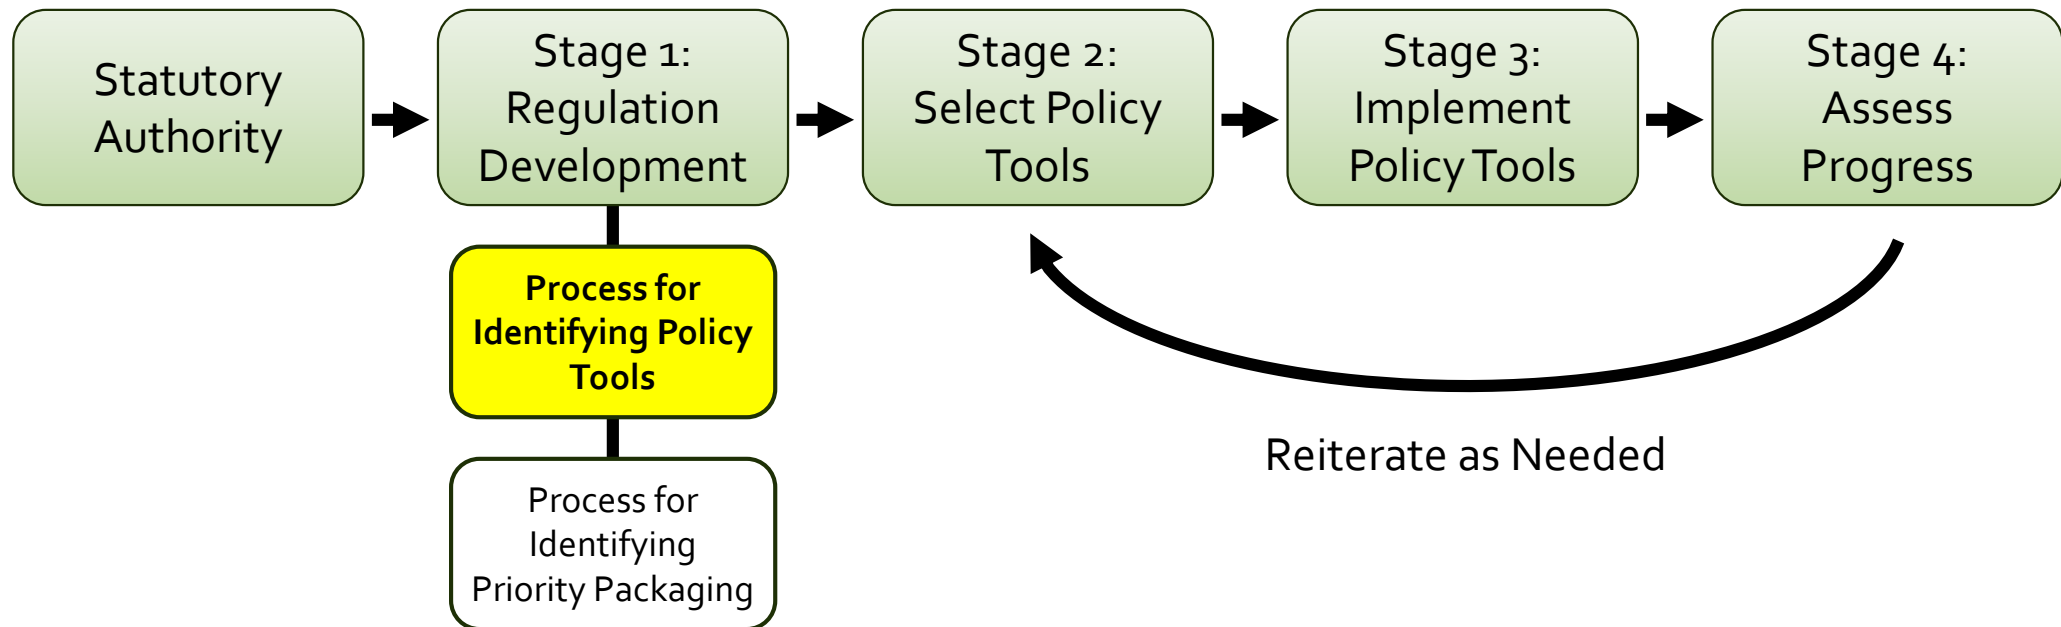 Statutory
Authority
Stage 1:
Regulation
Development
Stage 2:
Select Policy
Tools
Stage 3:
Implement
Policy Tools
Stage 4:
Assess
Progress
Process for
Identifying Policy
Tools
Process for
Identifying
Priority Packaging
Reiterate as Needed